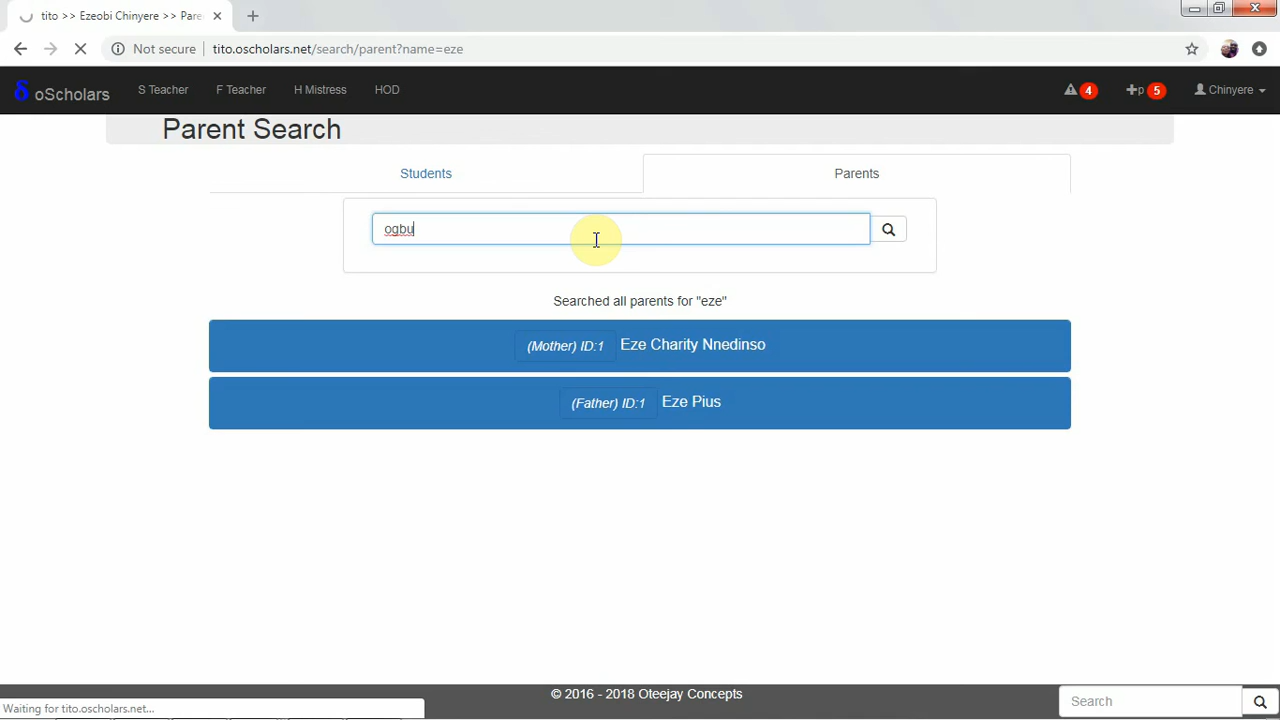 tito >> Ezeobi Chinyere >> Pare
Not secure
tito.oscholars.net/search/parent?name=eze
δ oScholars
S Teacher
F Teacher
H Mistress
HOD
4
p
5
Chinyere
Parent Search
Students
Parents
ogbu
Searched all parents for "eze"
(Mother) ID:1 Eze Charity Nnedinso
(Father) ID:1 Eze Pius
Waiting for tito.oscholars.net...
© 2016 - 2018 Oteejay Concepts
Search